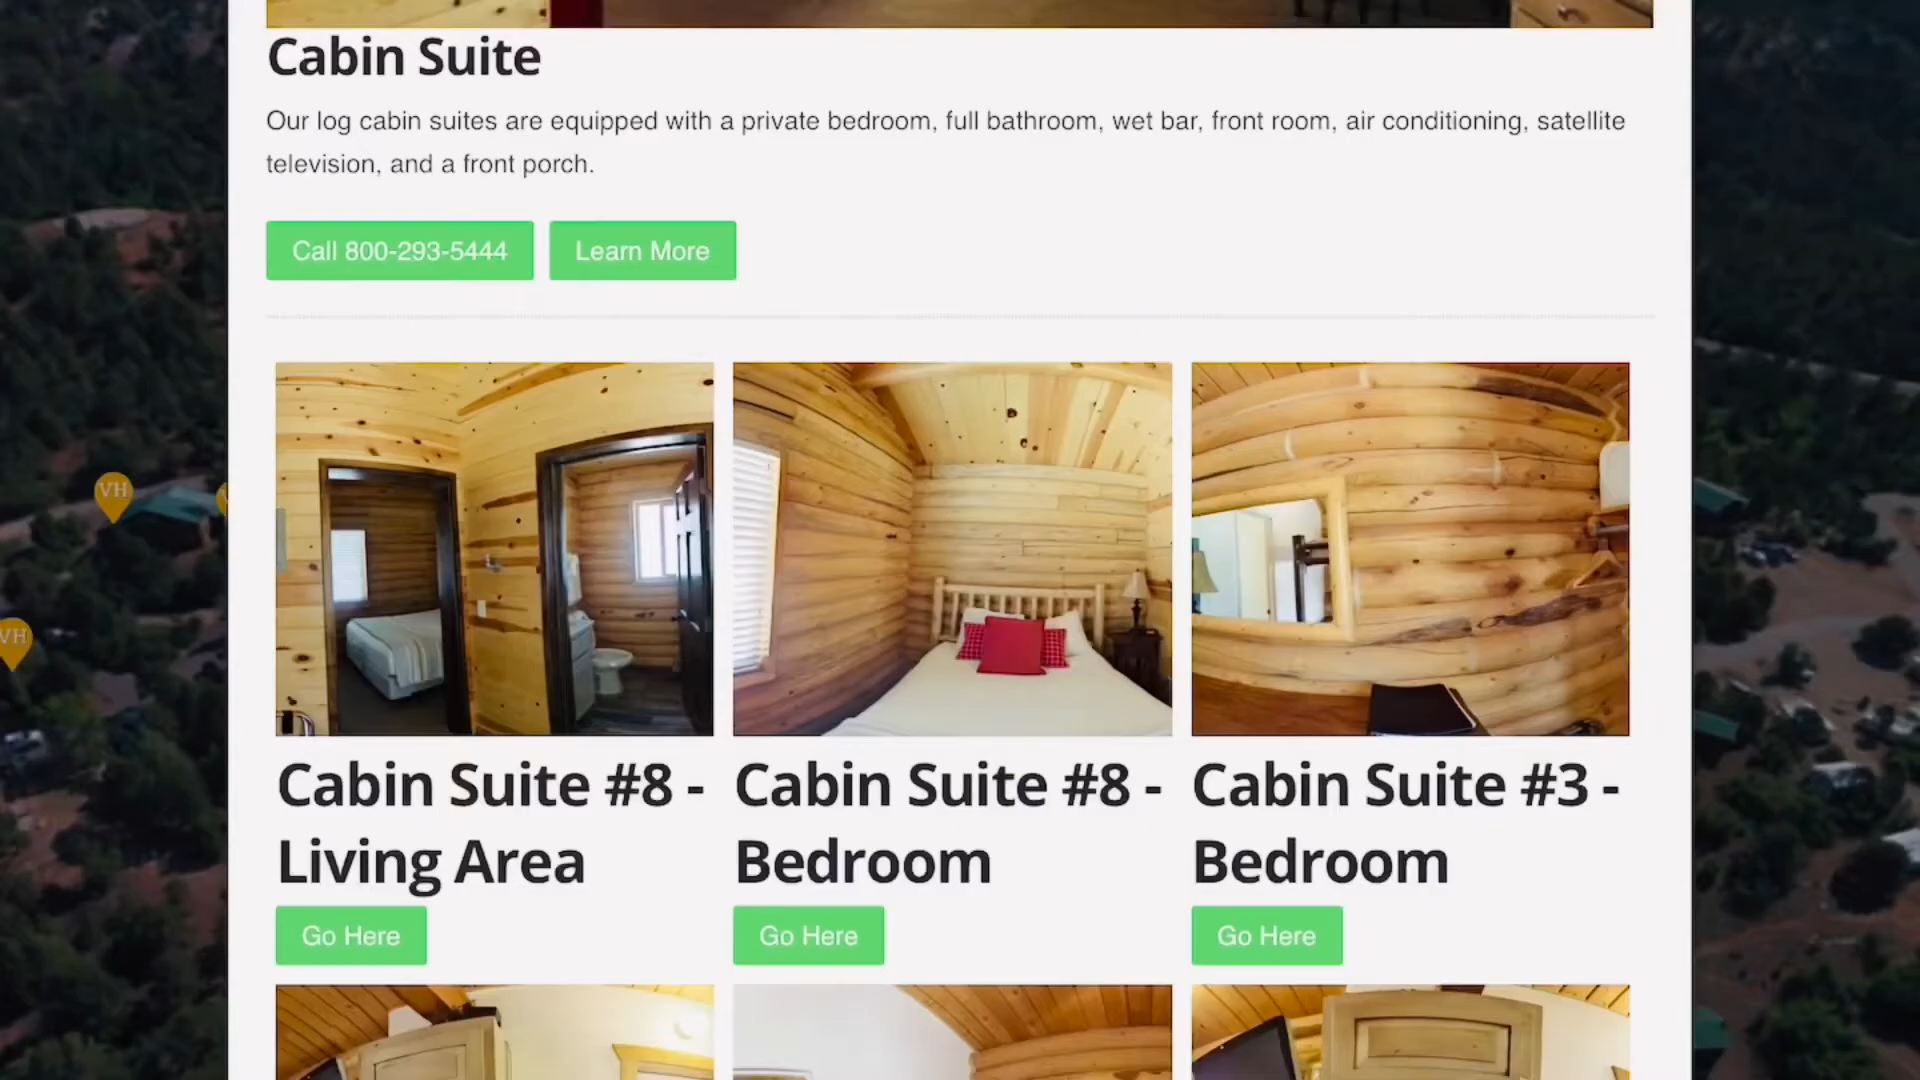 Cabin Suite
Our log cabin suites are equipped with a private bedroom, full bathroom, wet bar, front room, air conditioning, satellite
television, and a front porch.
Call 800-293-5444
Learn More
VH
VH
Cabin Suite #8 -
Living Area
Go Here
Cabin Suite #8 -
Bedroom
Go Here
Cabin Suite #3 -
Bedroom
Go Here